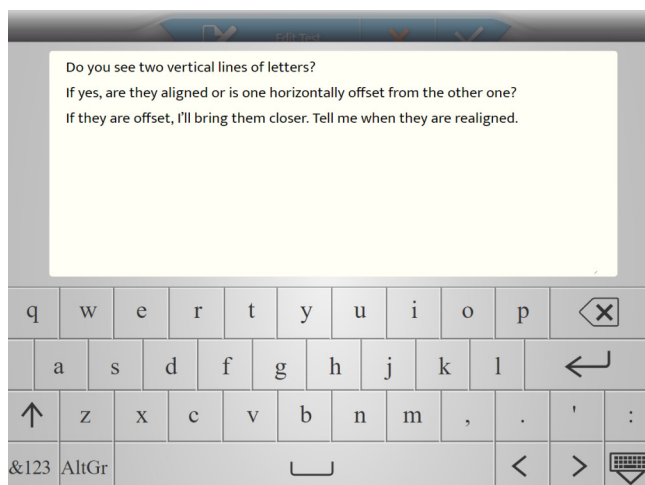 Edit Test
Do you see two vertical lines of letters?
If yes, are they aligned or is one horizontally offset from the other one?
If they are offset, I'll bring them closer. Tell me when they are realigned.
q w e r t y u i o p
a s d f g h j k l
z x c v b n m , . ' :
&123 AltGr < >